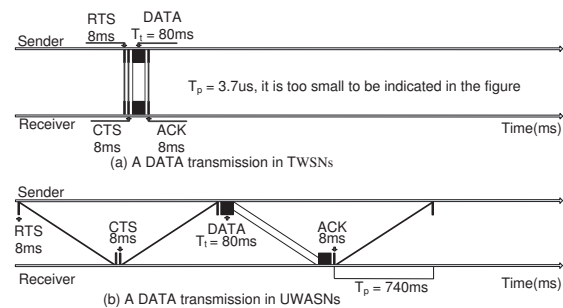 RTS
DATA
8ms
Tt = 80ms
Sender
Tp = 3.7us, it is too small to be indicated in the figure
Receiver
CTS
ACK
Time(ms)
8ms
8ms
(a) A DATA transmission in TWSNs
Sender
RTS
8ms
CTS
8ms
DATA
Tt = 80ms
ACK
8ms
Tp = 740ms
Receiver
Time(ms)
(b) A DATA transmission in UWASNs